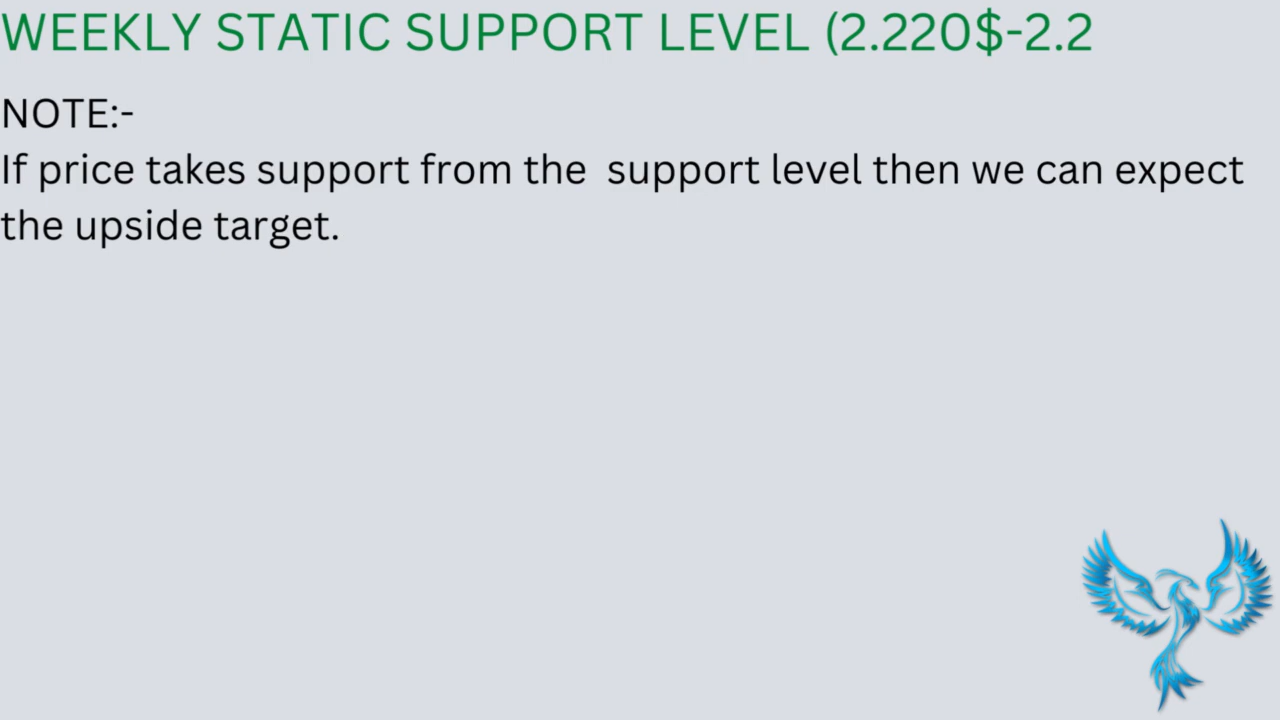 WEEKLY STATIC SUPPORT LEVEL (2.220$-2.2
NOTE:-
If price takes support from the  support level then we can expect
the upside target.